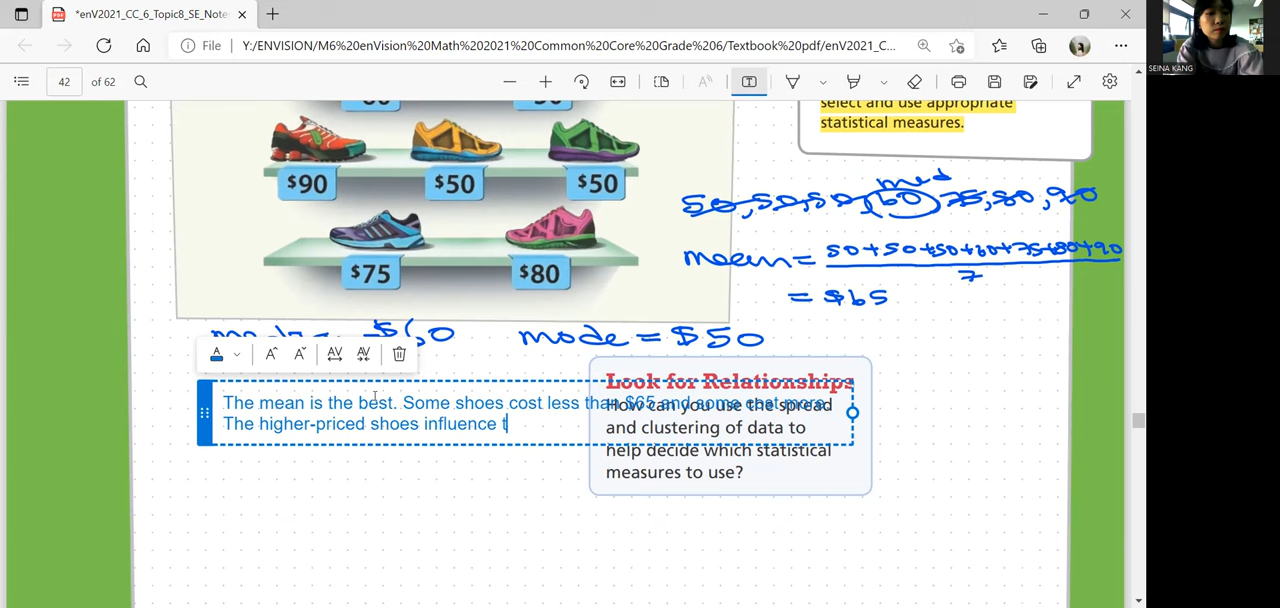 *enV2021_CC_6_Topic8_SE_Note
File
Y:/ENVISION/M6%20enVision%20Math%202021%20Common%20Core%20Grade%206/Textbook%20pdf/enV2021_C...
42 of 62
SEINA KANG
select and use appropriate
statistical measures.
$90 $50 $50
med
50, 50, 50, 60, 75, 80, 90
$75 $80
mean = 50+50+50+60+75+80+90
7
= $65
$60 mode = $50
The mean is the best. Some shoes cost less than $65 and some cost more.
The higher-priced shoes influence t
Look for Relationships
How can you use the spread
and clustering of data to
help decide which statistical
measures to use?